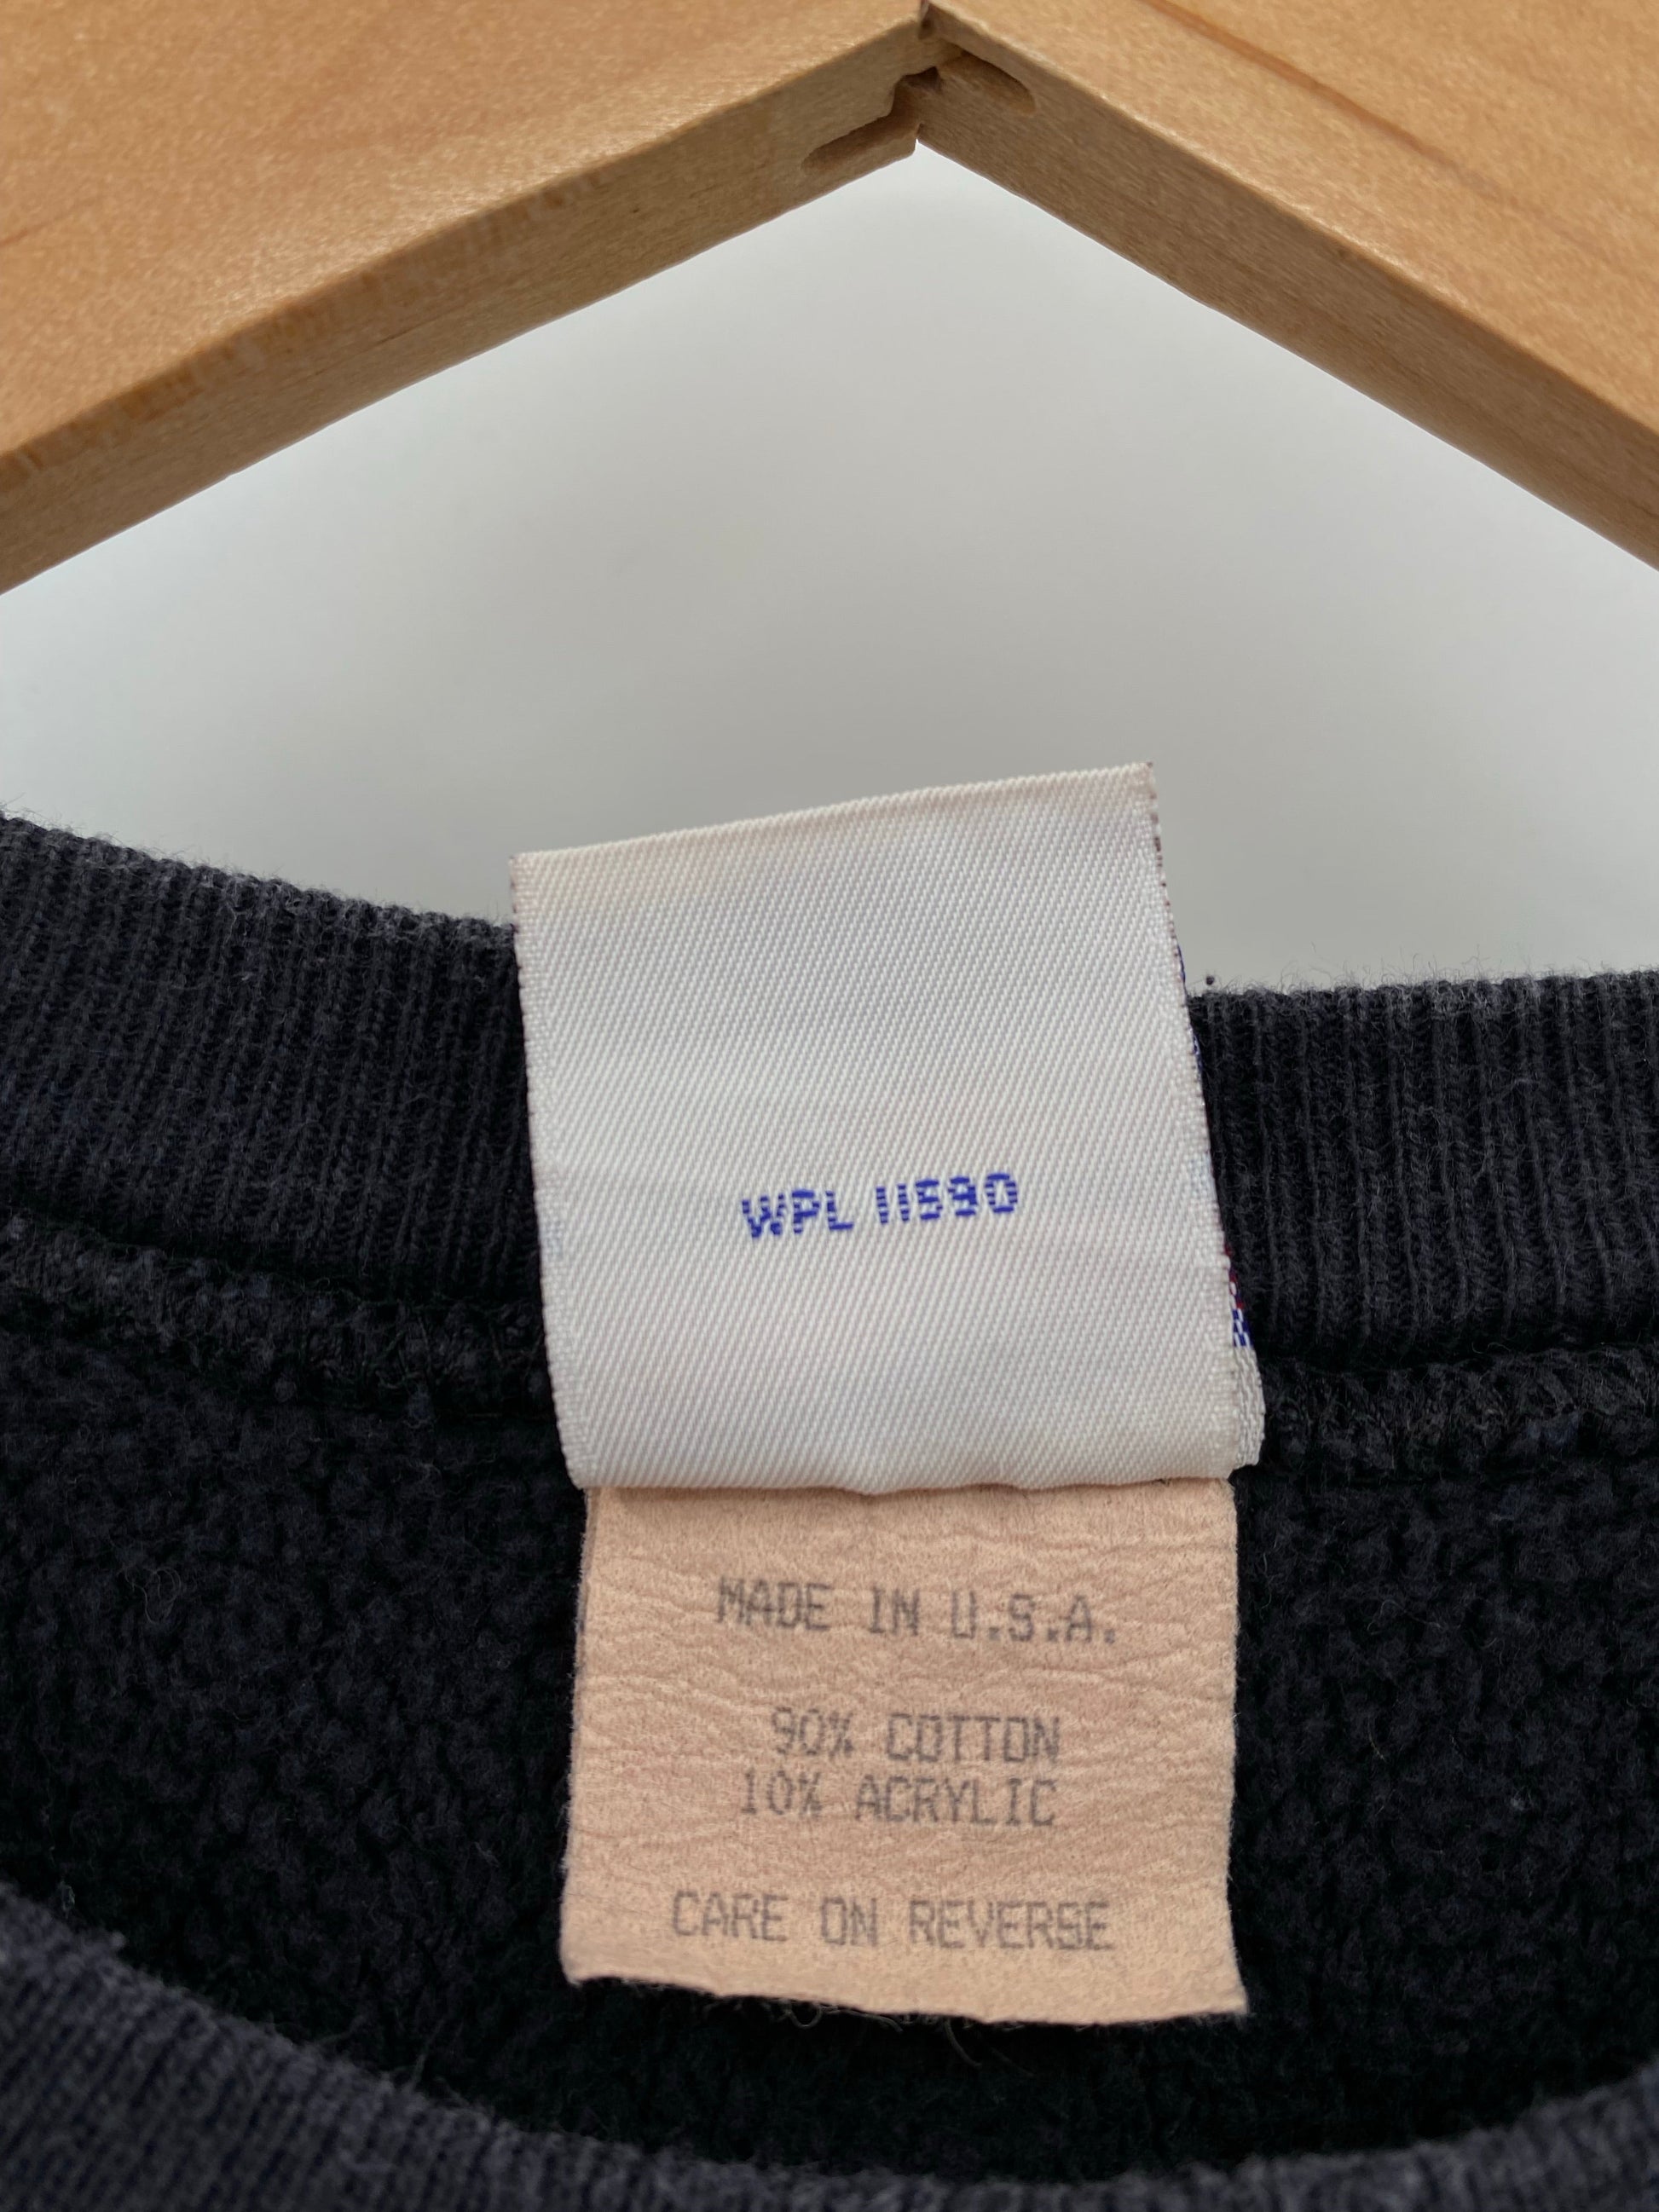 WPL 11590
MADE IN U.S.A.
90% COTTON
10% ACRYLIC
CARE ON REVERSE